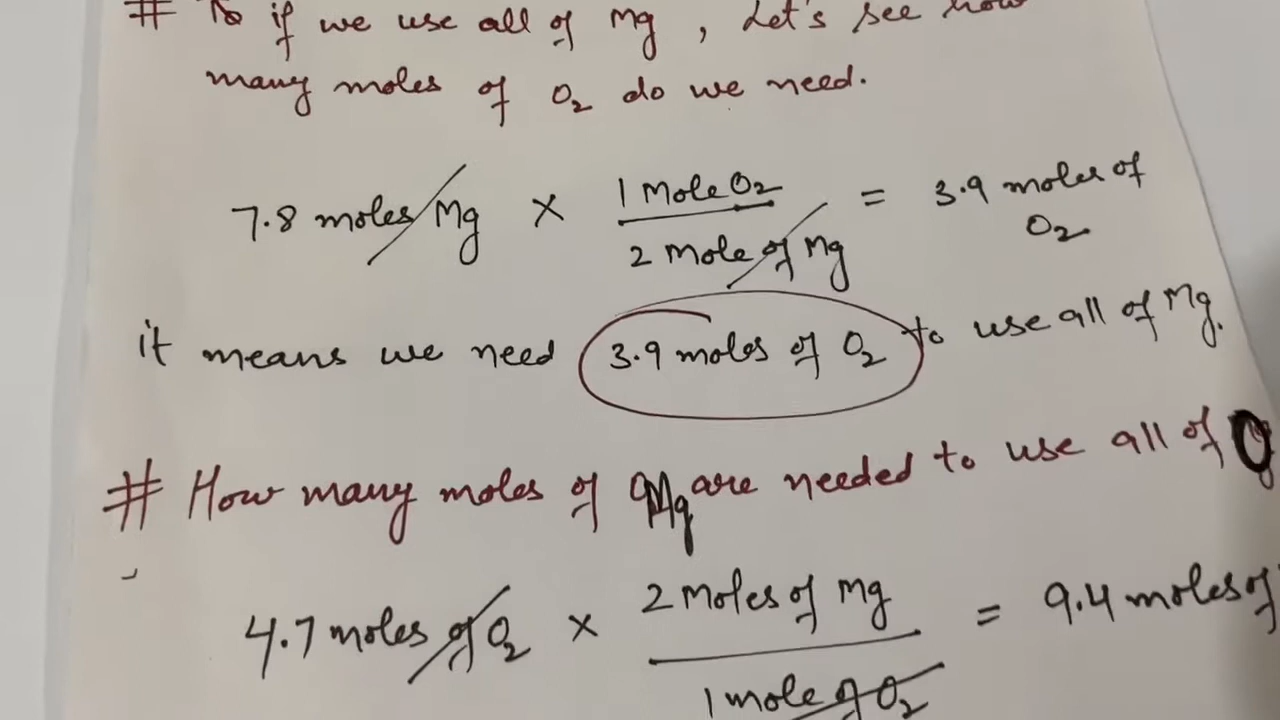 # To if we use all of Mg, Let's see how
many moles of O2 do we need.
7.8 moles Mg × 1 Mole O2 / 2 Mole of Mg = 3.9 moles of O2
it means we need 3.9 moles of O2 to use all of Mg.
# How many moles of Mg are needed to use all of O
4.7 moles of O2 × 2 Moles of Mg / 1 mole of O2 = 9.4 moles of